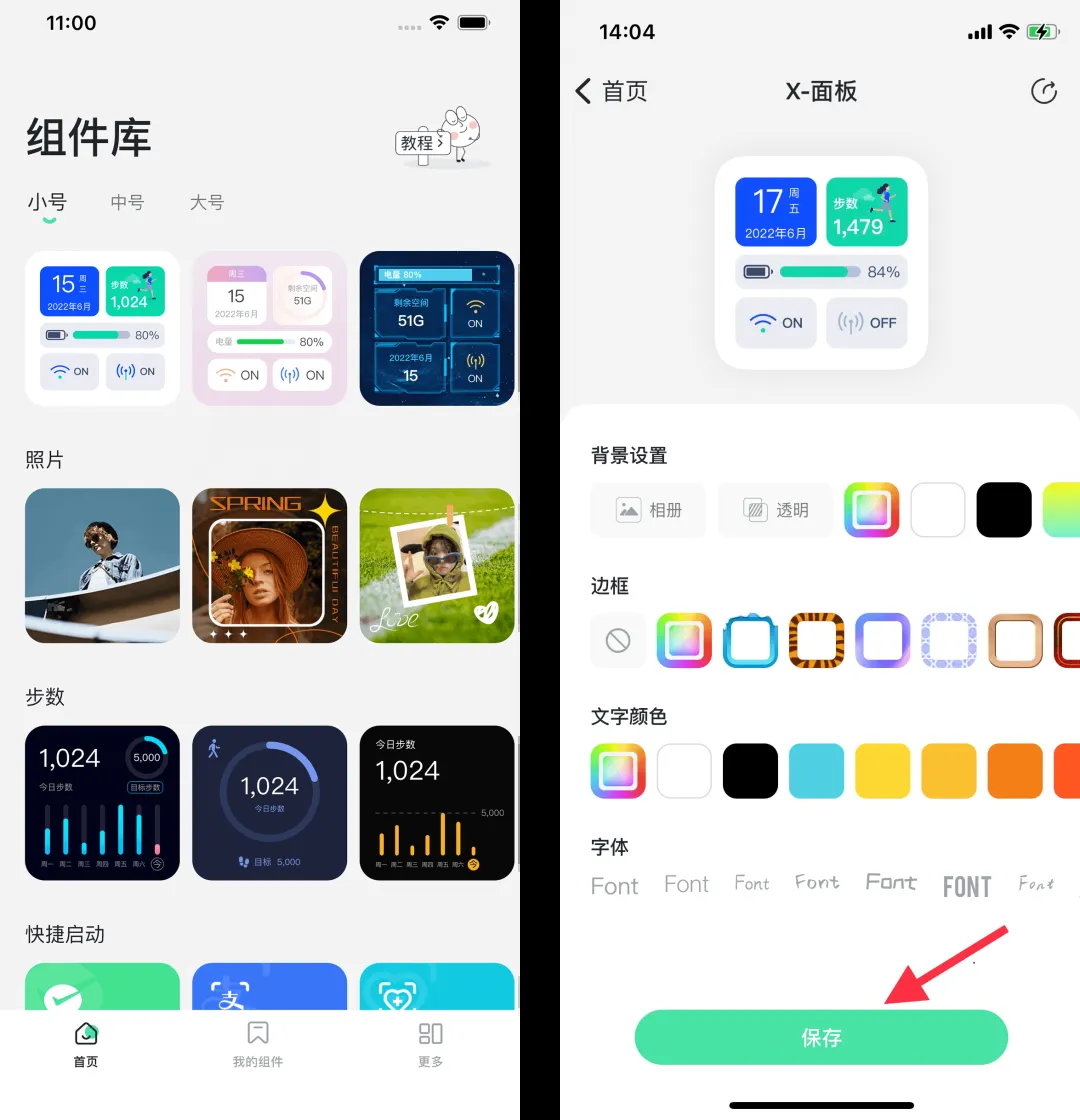 11:00
组件库
教程
小号 中号 大号
15 周三
2022年6月
步数
1,024
80%
ON
ON
周三
15
2022年6月
剩余空间
51G
电量 80%
ON
ON
电量 80%
剩余空间
51G
ON
2022年6月
15
ON
照片
SPRING
BEAUTIFUL DAY
Live
步数
1,024
5,000
今日步数
目标步数
周一 周二 周三 周四 周五 周六 今
1,024
今日步数
目标 5,000
今日步数
1,024
5,000
周一 周二 周三 周四 周五 周六 今
快捷启动
支
首页 我的组件 更多
14:04
首页
X-面板
17 周五
2022年6月
步数
1,479
84%
ON
OFF
背景设置
相册
透明
边框
文字颜色
字体
Font Font Font Font Font FONT Font
保存